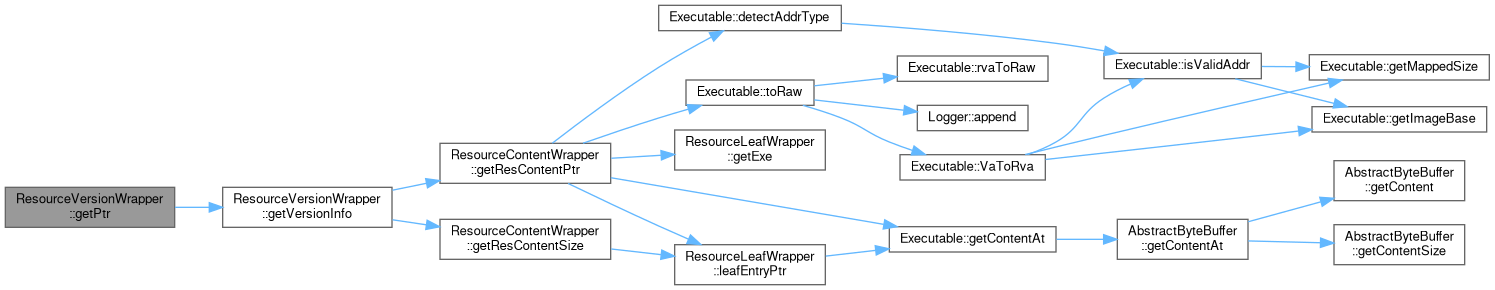 ResourceVersionWrapper
::getPtr
ResourceVersionWrapper
::getVersionInfo
ResourceContentWrapper
::getResContentPtr
ResourceContentWrapper
::getResContentSize
Executable::detectAddrType
Executable::toRaw
ResourceLeafWrapper
::getExe
ResourceLeafWrapper
::leafEntryPtr
Executable::rvaToRaw
Logger::append
Executable::VaToRva
Executable::getContentAt
Executable::isValidAddr
AbstractByteBuffer
::getContentAt
Executable::getMappedSize
Executable::getImageBase
AbstractByteBuffer
::getContent
AbstractByteBuffer
::getContentSize